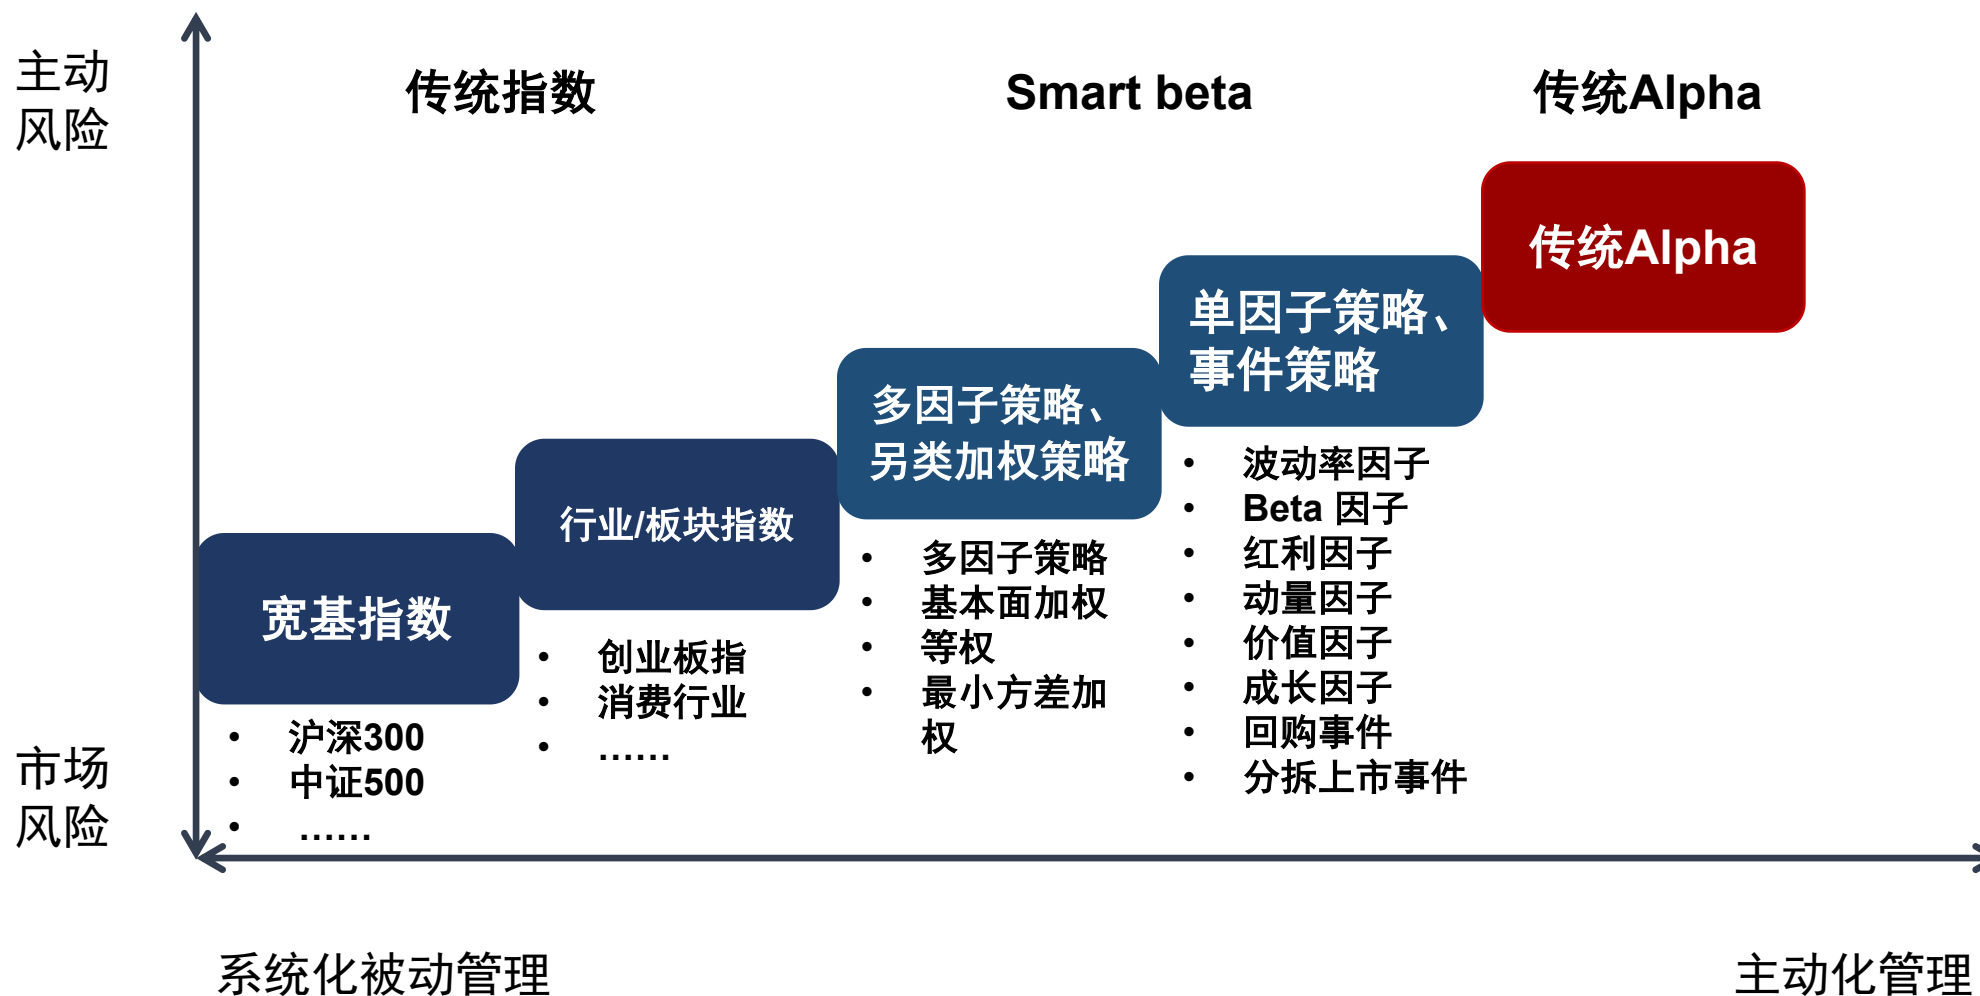 主动
风险
传统指数
Smart beta
传统Alpha
传统Alpha
单因子策略、
事件策略
多因子策略、
另类加权策略
行业/板块指数
宽基指数
• 波动率因子
• Beta 因子
• 红利因子
• 动量因子
• 价值因子
• 成长因子
• 回购事件
• 分拆上市事件
• 多因子策略
• 基本面加权
• 等权
• 最小方差加
权
• 创业板指
• 消费行业
• ……
• 沪深300
• 中证500
• ……
市场
风险
系统化被动管理
主动化管理